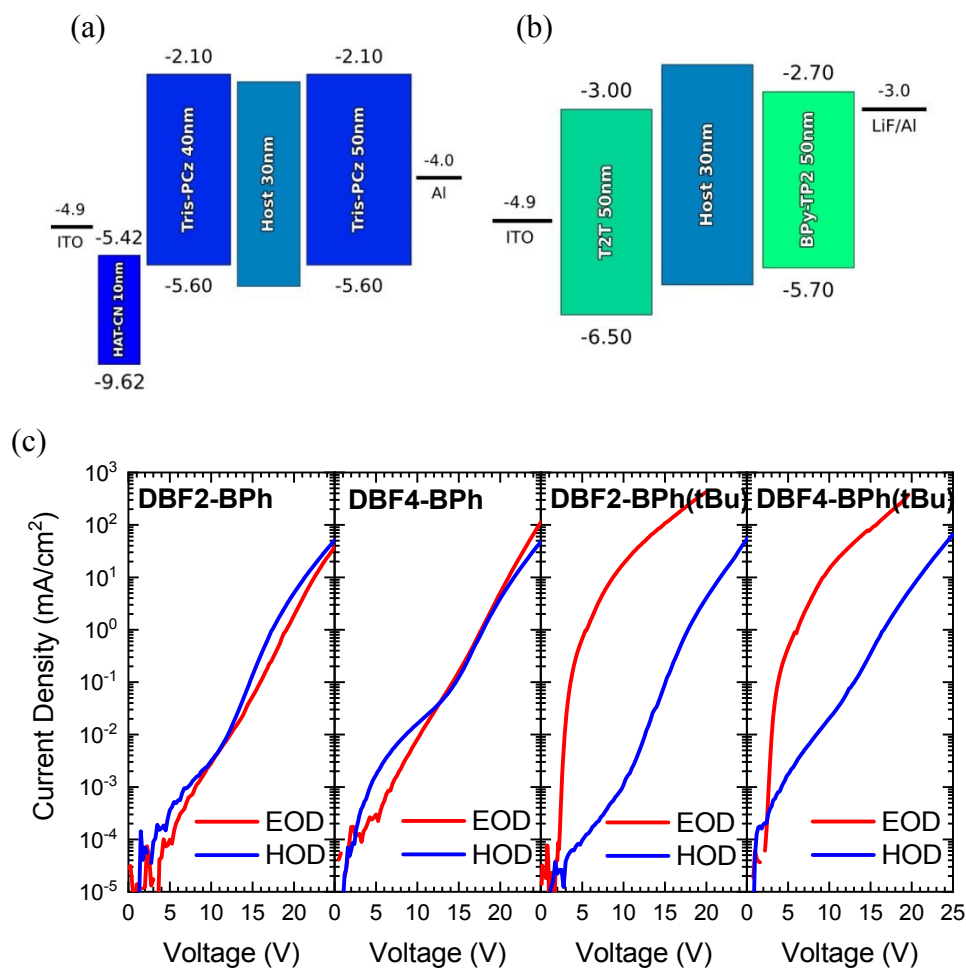 (a)
-2.10
-2.10
Tris-PCz 40nm
Host 30nm
Tris-PCz 50nm
-4.9
ITO
-5.42
HAT-CN 10nm
-9.62
-5.60
-5.60
-4.0
Al
(b)
-3.00
-2.70
-3.0
LiF/Al
T2T 50nm
Host 30nm
BPy-TP2 50nm
-4.9
ITO
-5.70
-6.50
(c)
Current Density (mA/cm²)
10³
10²
10¹
10⁰
10⁻¹
10⁻²
10⁻³
10⁻⁴
10⁻⁵
DBF2-BPh
EOD
HOD
0 5 10 15 20
Voltage (V)
DBF4-BPh
EOD
HOD
0 5 10 15 20
Voltage (V)
DBF2-BPh(tBu)
EOD
HOD
0 5 10 15 20
Voltage (V)
DBF4-BPh(tBu)
EOD
HOD
0 5 10 15 20 25
Voltage (V)